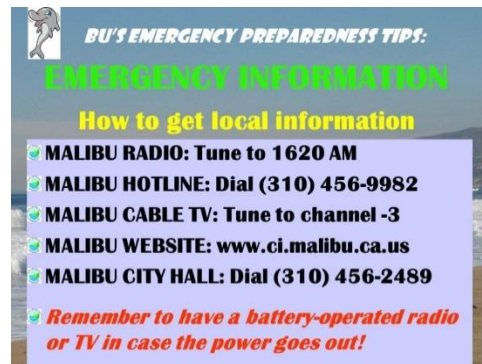 BU'S EMERGENCY PREPAREDNESS TIPS:
EMERGENCY INFORMATION
How to get local information
MALIBU RADIO: Tune to 1620 AM
MALIBU HOTLINE: Dial (310) 456-9982
MALIBU CABLE TV: Tune to channel -3
MALIBU WEBSITE: www.ci.malibu.ca.us
MALIBU CITY HALL: Dial (310) 456-2489
Remember to have a battery-operated radio
or TV in case the power goes out!